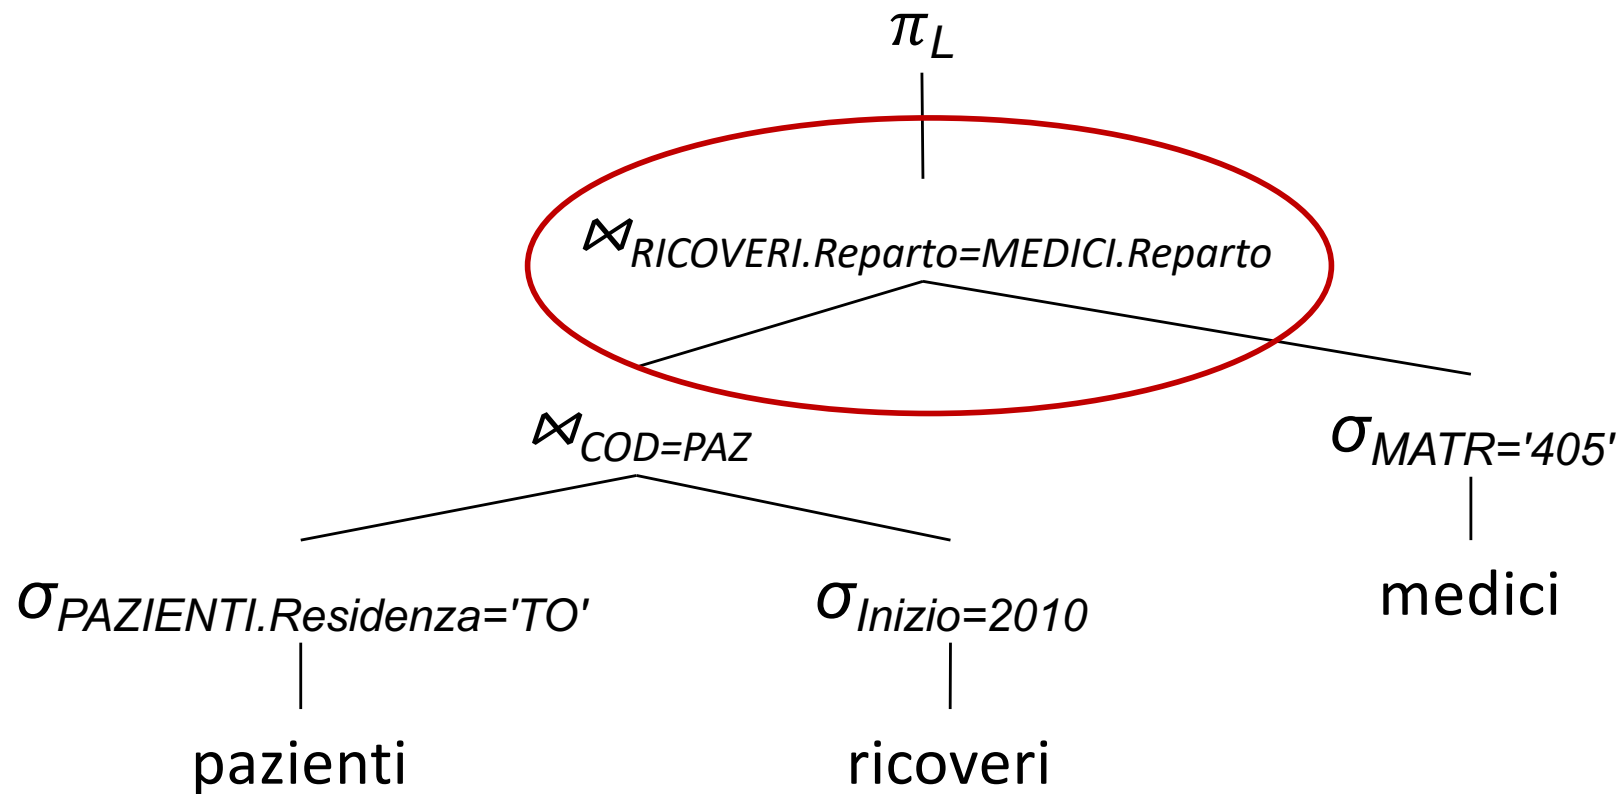 π_L
⋈_RICOVERI.Reparto=MEDICI.Reparto
⋈_COD=PAZ
σ_MATR='405'
σ_PAZIENTI.Residenza='TO'
σ_Inizio=2010
medici
pazienti
ricoveri